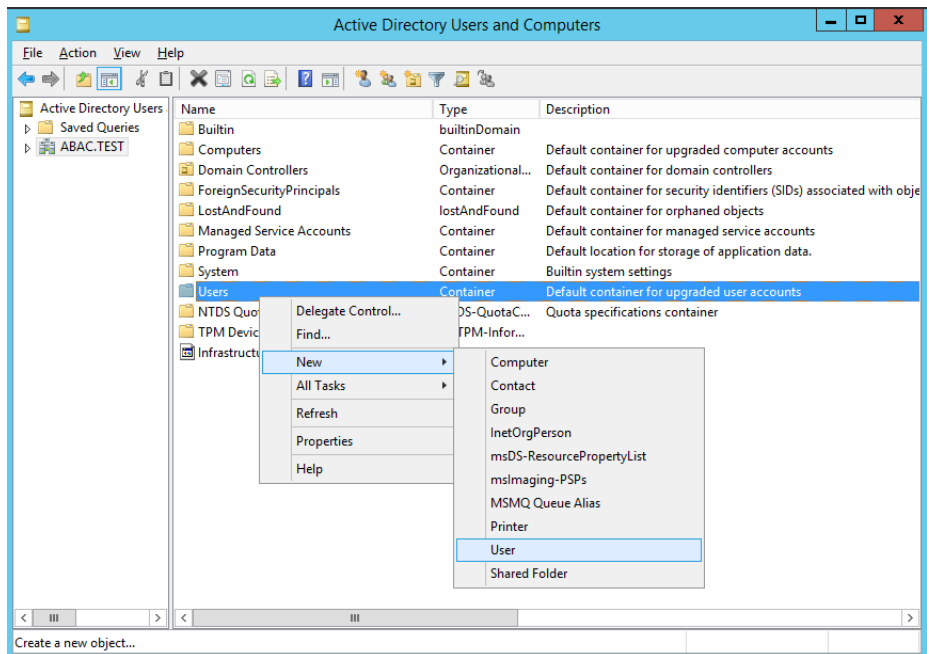 Active Directory Users and Computers
x
File Action View Help
Active Directory Users
Saved Queries
ABAC.TEST
Name Type Description
Builtin builtinDomain
Computers Container Default container for upgraded computer accounts
Domain Controllers Organizational... Default container for domain controllers
ForeignSecurityPrincipals Container Default container for security identifiers (SIDs) associated with obje
LostAndFound lostAndFound Default container for orphaned objects
Managed Service Accounts Container Default container for managed service accounts
Program Data Container Default location for storage of application data.
System Container Builtin system settings
Users Container Default container for upgraded user accounts
NTDS Quo DS-QuotaC... Quota specifications container
TPM Devic TPM-Infor...
Infrastructu
Delegate Control...
Find...
New
All Tasks
Refresh
Properties
Help
Computer
Contact
Group
InetOrgPerson
msDS-ResourcePropertyList
msImaging-PSPs
MSMQ Queue Alias
Printer
User
Shared Folder
Create a new object...